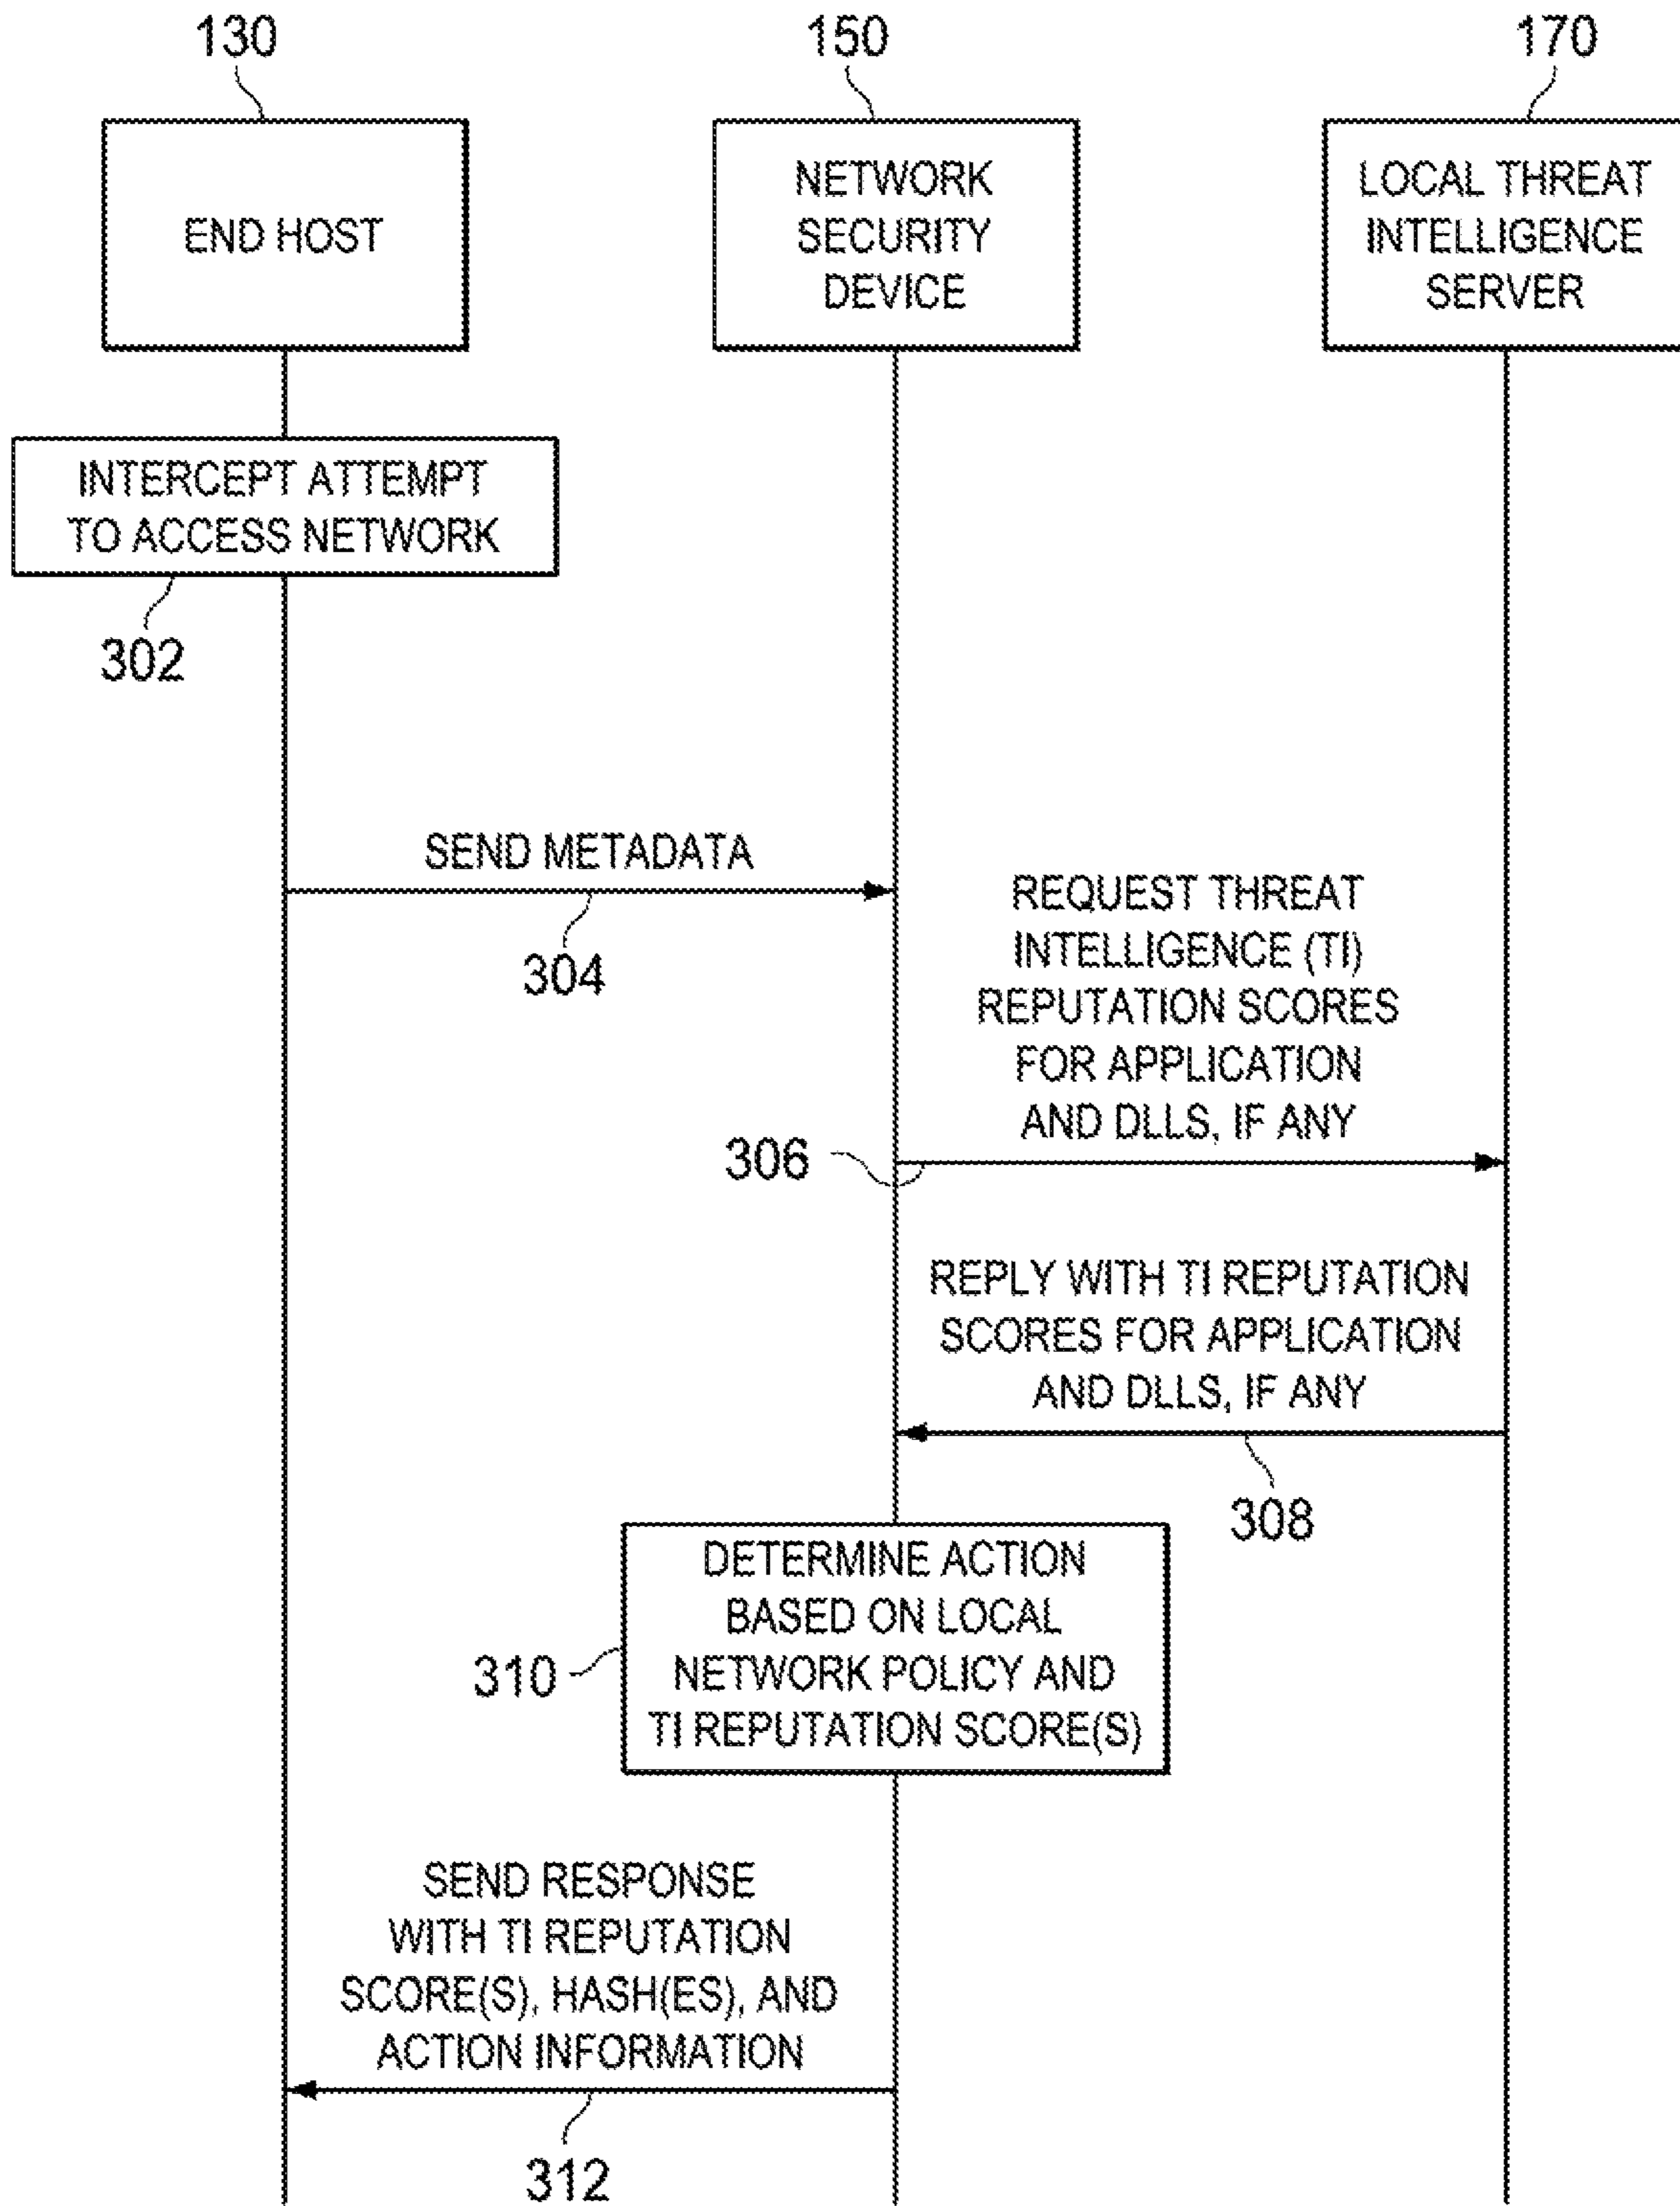 130
150
170
END HOST
NETWORK
SECURITY
DEVICE
LOCAL THREAT
INTELLIGENCE
SERVER
INTERCEPT ATTEMPT
TO ACCESS NETWORK
302
SEND METADATA
304
REQUEST THREAT
INTELLIGENCE (TI)
REPUTATION SCORES
FOR APPLICATION
AND DLLS, IF ANY
306
REPLY WITH TI REPUTATION
SCORES FOR APPLICATION
AND DLLS, IF ANY
308
DETERMINE ACTION
BASED ON LOCAL
NETWORK POLICY AND
TI REPUTATION SCORE(S)
310
SEND RESPONSE
WITH TI REPUTATION
SCORE(S), HASH(ES), AND
ACTION INFORMATION
312